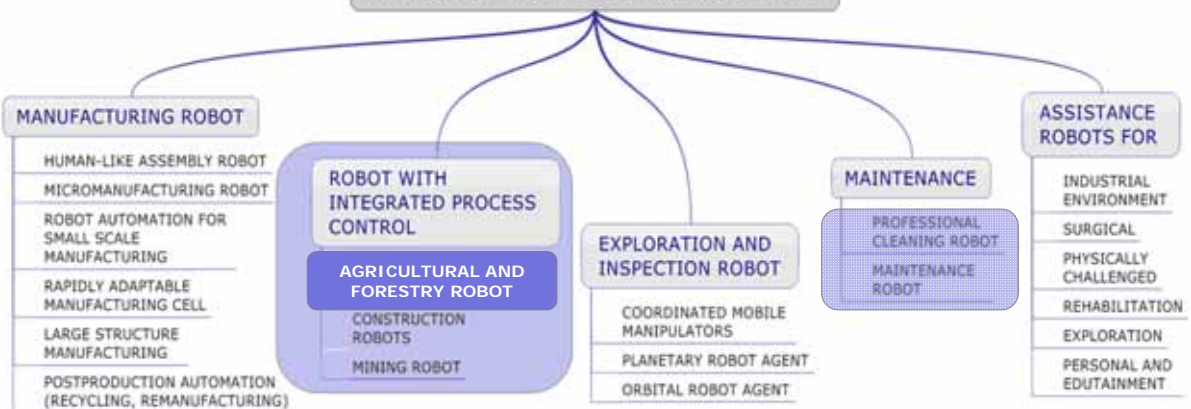 MANUFACTURING ROBOT
HUMAN-LIKE ASSEMBLY ROBOT
MICROMANUFACTURING ROBOT
ROBOT AUTOMATION FOR
SMALL SCALE
MANUFACTURING
RAPIDLY ADAPTABLE
MANUFACTURING CELL
LARGE STRUCTURE
MANUFACTURING
POSTPRODUCTION AUTOMATION
(RECYCLING, REMANUFACTURING)
ROBOT WITH
INTEGRATED PROCESS
CONTROL
AGRICULTURAL AND
FORESTRY ROBOT
CONSTRUCTION
ROBOTS
MINING ROBOT
EXPLORATION AND
INSPECTION ROBOT
COORDINATED MOBILE
MANIPULATORS
PLANETARY ROBOT AGENT
ORBITAL ROBOT AGENT
MAINTENANCE
PROFESSIONAL
CLEANING ROBOT
MAINTENANCE
ROBOT
ASSISTANCE
ROBOTS FOR
INDUSTRIAL
ENVIRONMENT
SURGICAL
PHYSICALLY
CHALLENGED
REHABILITATION
EXPLORATION
PERSONAL AND
EDUTAINMENT